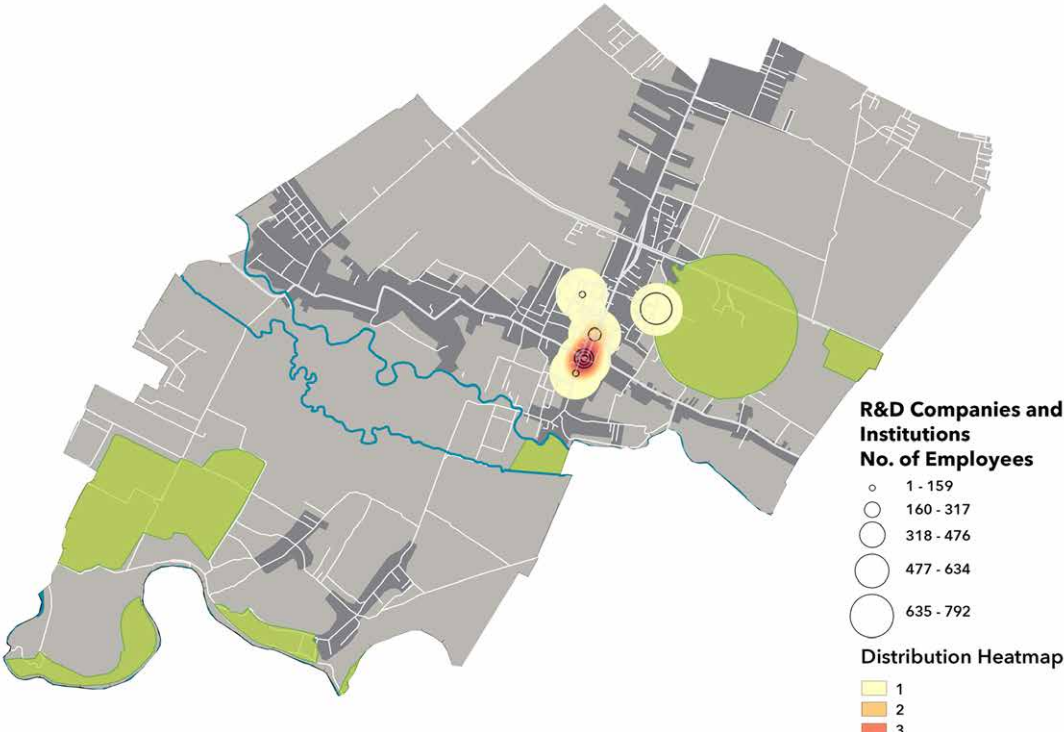 R&D Companies and
Institutions
No. of Employees
1 - 159
160 - 317
318 - 476
477 - 634
635 - 792
Distribution Heatmap
1
2
3